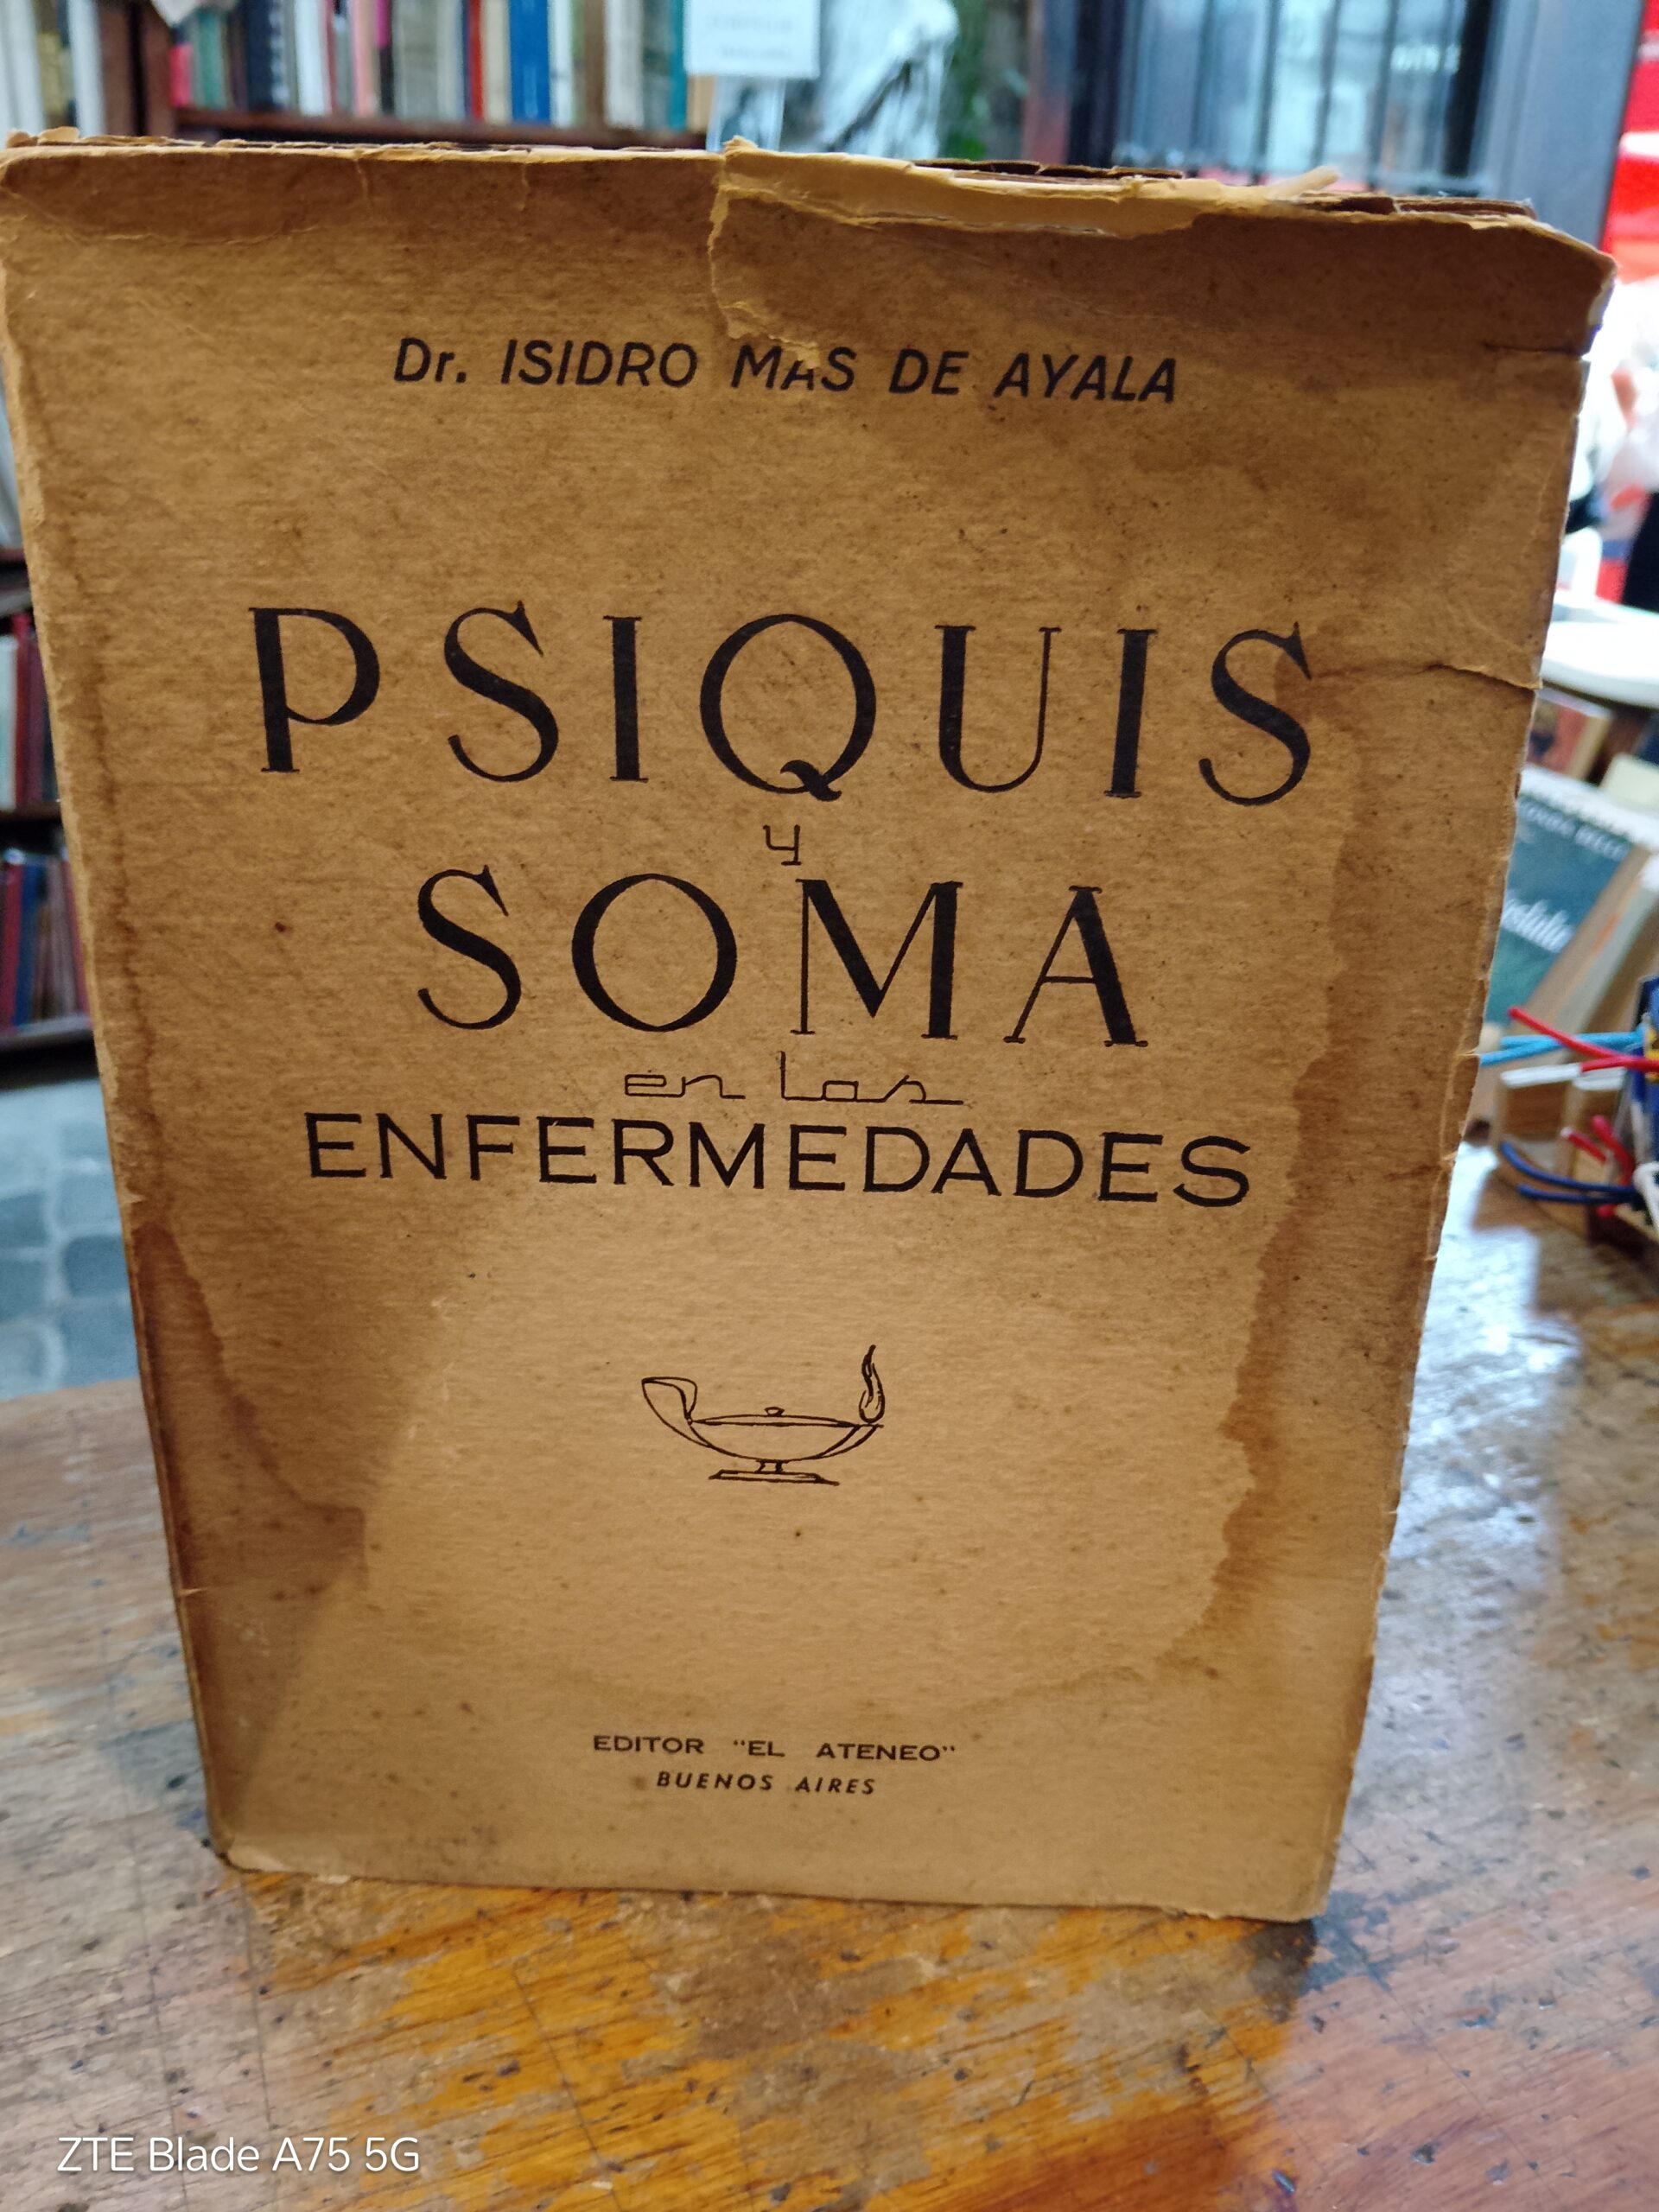 Dr. ISIDRO MAS DE AYALA
PSIQUIS
y
SOMA
en las
ENFERMEDADES
EDITOR "EL ATENEO"
BUENOS AIRES
ZTE Blade A75 5G